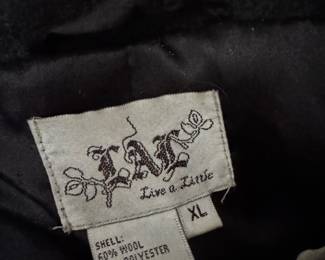 LAL
Live a Little
XL
SHELL:
60% WOOL
POLYESTER